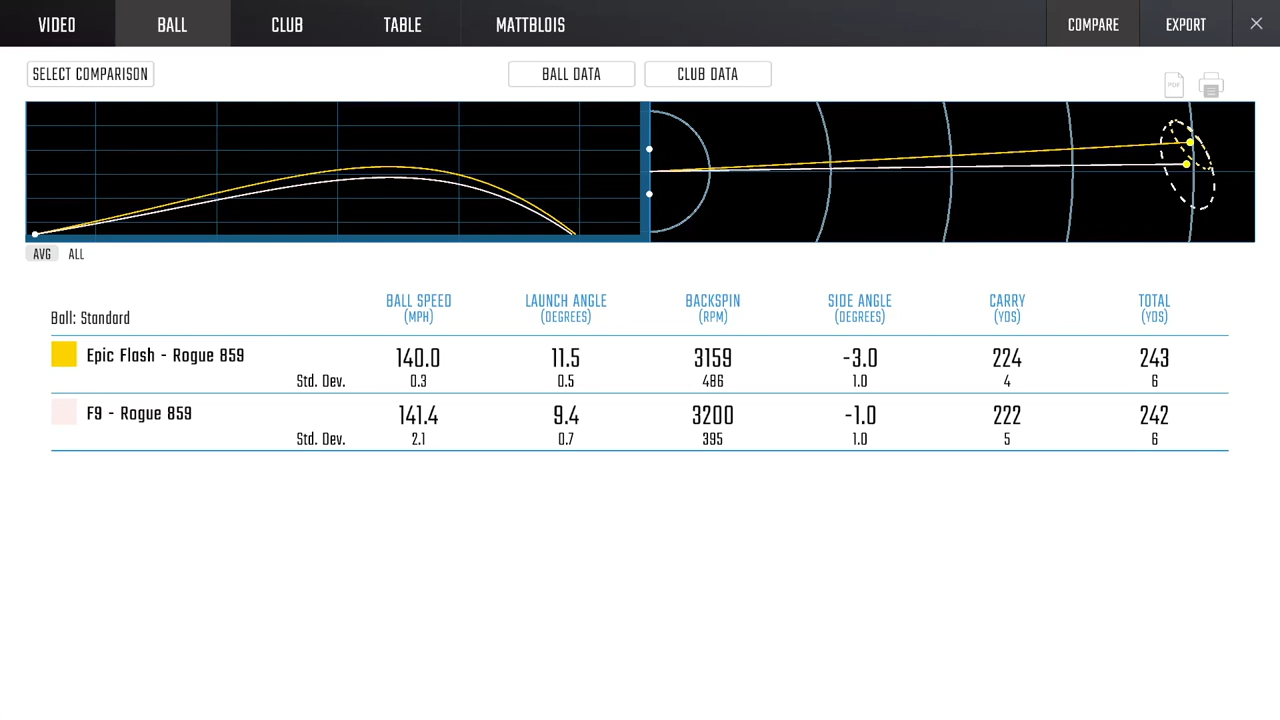 VIDEO BALL CLUB TABLE MATTBLOIS COMPARE EXPORT ×
SELECT COMPARISON BALL DATA CLUB DATA
PDF
AVG ALL
Ball: Standard BALL SPEED (MPH) LAUNCH ANGLE (DEGREES) BACKSPIN (RPM) SIDE ANGLE (DEGREES) CARRY (YDS) TOTAL (YDS)
Epic Flash - Rogue 859 140.0 11.5 3159 -3.0 224 243
Std. Dev. 0.3 0.5 486 1.0 4 6
F9 - Rogue 859 141.4 9.4 3200 -1.0 222 242
Std. Dev. 2.1 0.7 395 1.0 5 6